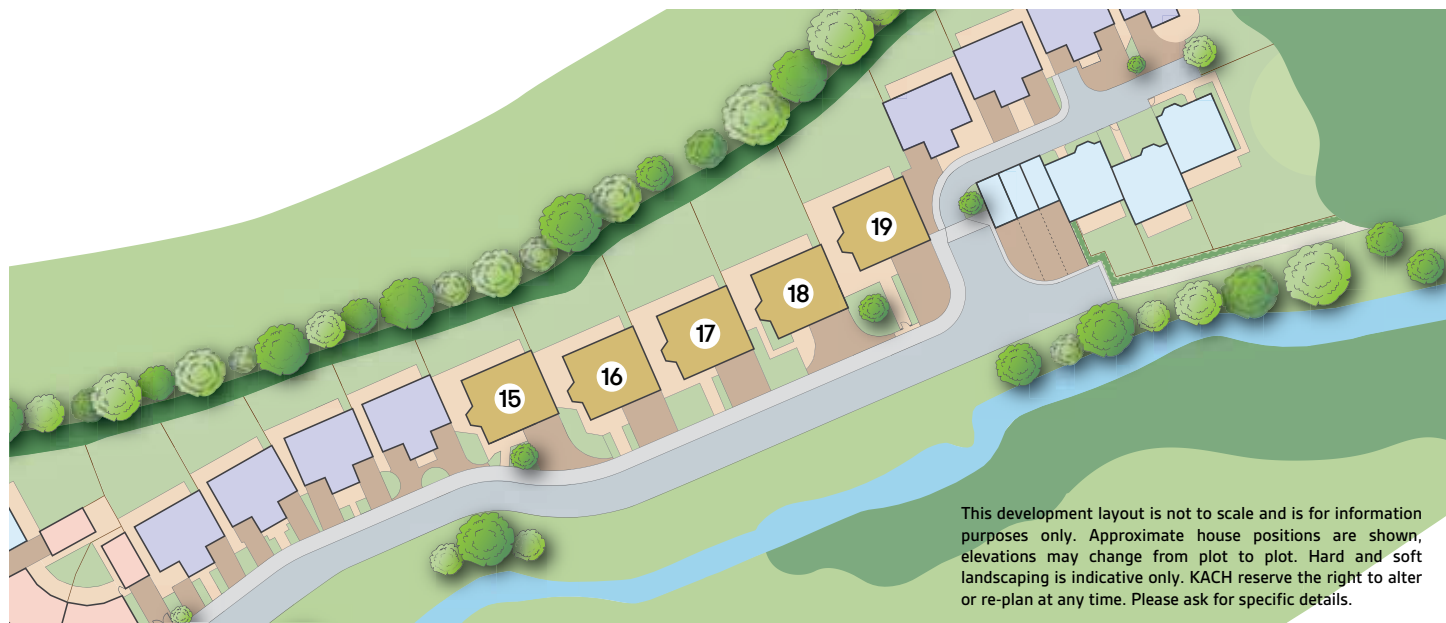 19
18
17
16
15
This development layout is not to scale and is for information
purposes only. Approximate house positions are shown,
elevations may change from plot to plot. Hard and soft
landscaping is indicative only. KACH reserve the right to alter
or re-plan at any time. Please ask for specific details.